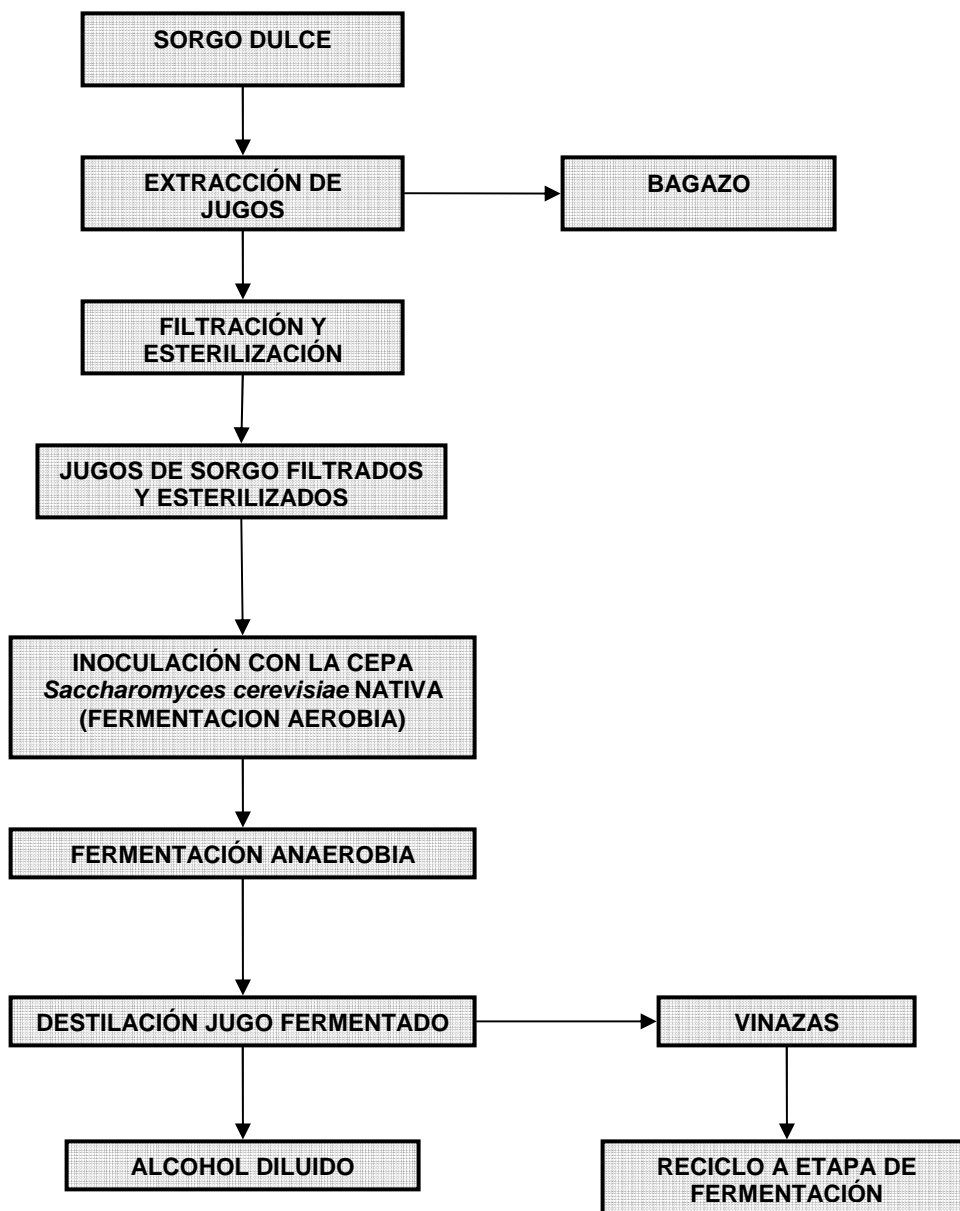 SORGO DULCE
EXTRACCIÓN DE
JUGOS
BAGAZO
FILTRACIÓN Y
ESTERILIZACIÓN
JUGOS DE SORGO FILTRADOS
Y ESTERILIZADOS
INOCULACIÓN CON LA CEPA
Saccharomyces cerevisiae NATIVA
(FERMENTACION AEROBIA)
FERMENTACIÓN ANAEROBIA
DESTILACIÓN JUGO FERMENTADO
VINAZAS
ALCOHOL DILUIDO
RECICLO A ETAPA DE
FERMENTACIÓN